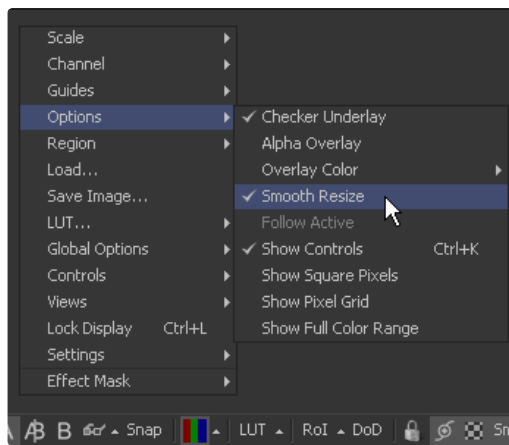 Scale
Channel
Guides
Options
Region
Load...
Save Image...
LUT...
Global Options
Controls
Views
Lock Display Ctrl+L
Settings
Effect Mask
Checker Underlay
Alpha Overlay
Overlay Color
Smooth Resize
Follow Active
Show Controls Ctrl+K
Show Square Pixels
Show Pixel Grid
Show Full Color Range
B Snap LUT RoI DoD